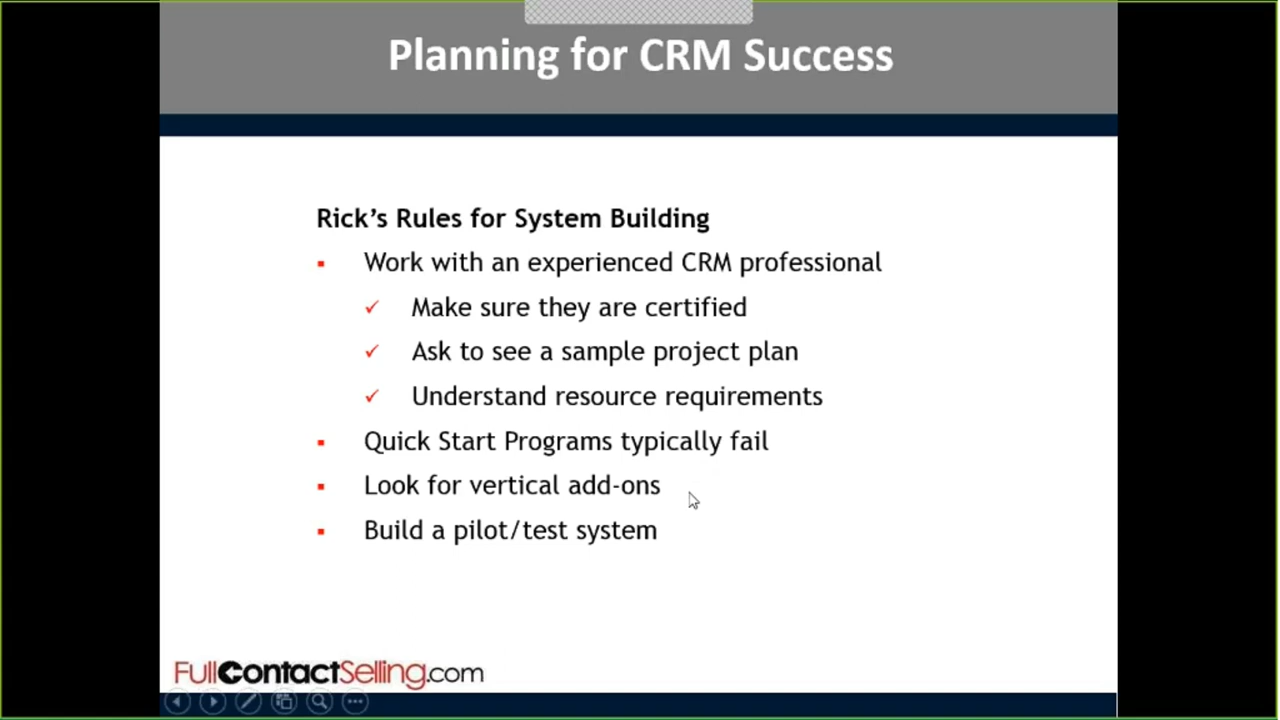 Planning for CRM Success
Rick's Rules for System Building
Work with an experienced CRM professional
Make sure they are certified
Ask to see a sample project plan
Understand resource requirements
Quick Start Programs typically fail
Look for vertical add-ons
Build a pilot/test system
FullContactSelling.com